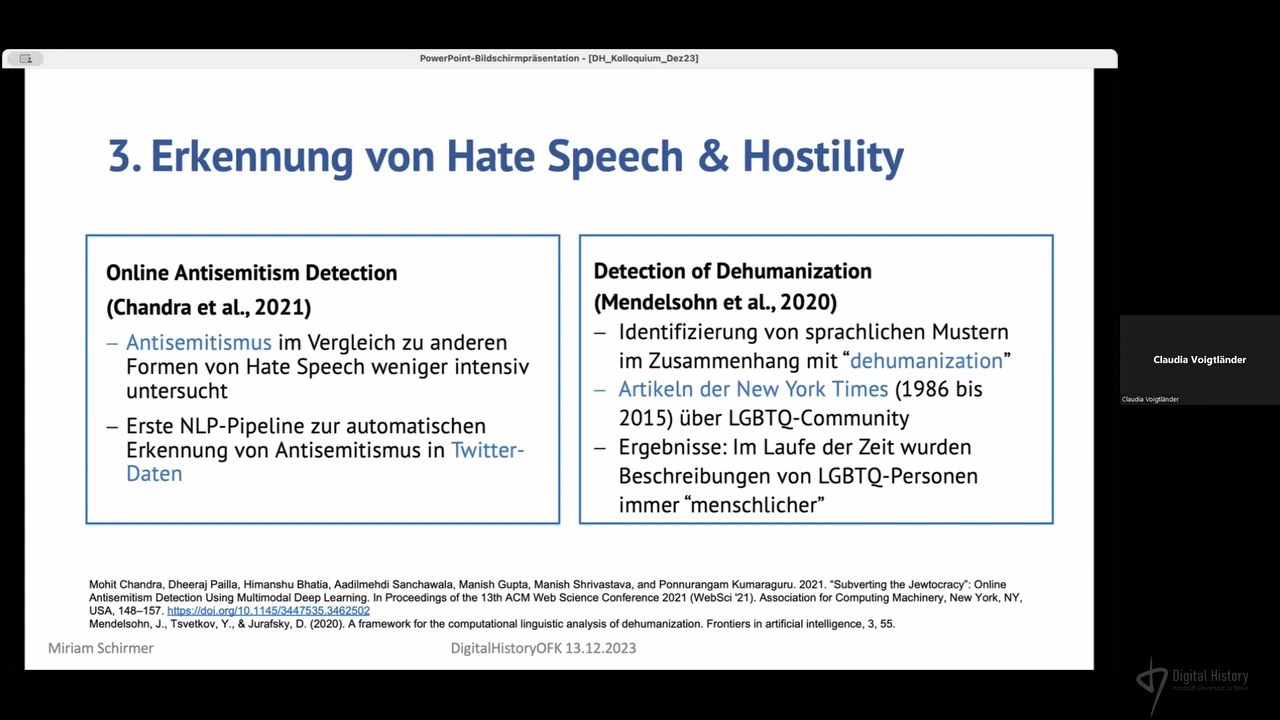 PowerPoint-Bildschirmpräsentation - [DH_Kolloquium_Dez23]
3. Erkennung von Hate Speech & Hostility
Online Antisemitism Detection
(Chandra et al., 2021)
– Antisemitismus im Vergleich zu anderen
Formen von Hate Speech weniger intensiv
untersucht
– Erste NLP-Pipeline zur automatischen
Erkennung von Antisemitismus in Twitter-
Daten
Detection of Dehumanization
(Mendelsohn et al., 2020)
– Identifizierung von sprachlichen Mustern
im Zusammenhang mit “dehumanization”
– Artikeln der New York Times (1986 bis
2015) über LGBTQ-Community
– Ergebnisse: Im Laufe der Zeit wurden
Beschreibungen von LGBTQ-Personen
immer “menschlicher”
Mohit Chandra, Dheeraj Pailla, Himanshu Bhatia, Aadilmehdi Sanchawala, Manish Gupta, Manish Shrivastava, and Ponnurangam Kumaraguru. 2021. “Subverting the Jewtocracy”: Online
Antisemitism Detection Using Multimodal Deep Learning. In Proceedings of the 13th ACM Web Science Conference 2021 (WebSci '21). Association for Computing Machinery, New York, NY,
USA, 148–157. https://doi.org/10.1145/3447535.3462502
Mendelsohn, J., Tsvetkov, Y., & Jurafsky, D. (2020). A framework for the computational linguistic analysis of dehumanization. Frontiers in artificial intelligence, 3, 55.
Miriam Schirmer
DigitalHistoryOFK 13.12.2023
Claudia Voigtländer
Claudia Voigtländer
Digital History
Humboldt-Universität zu Berlin